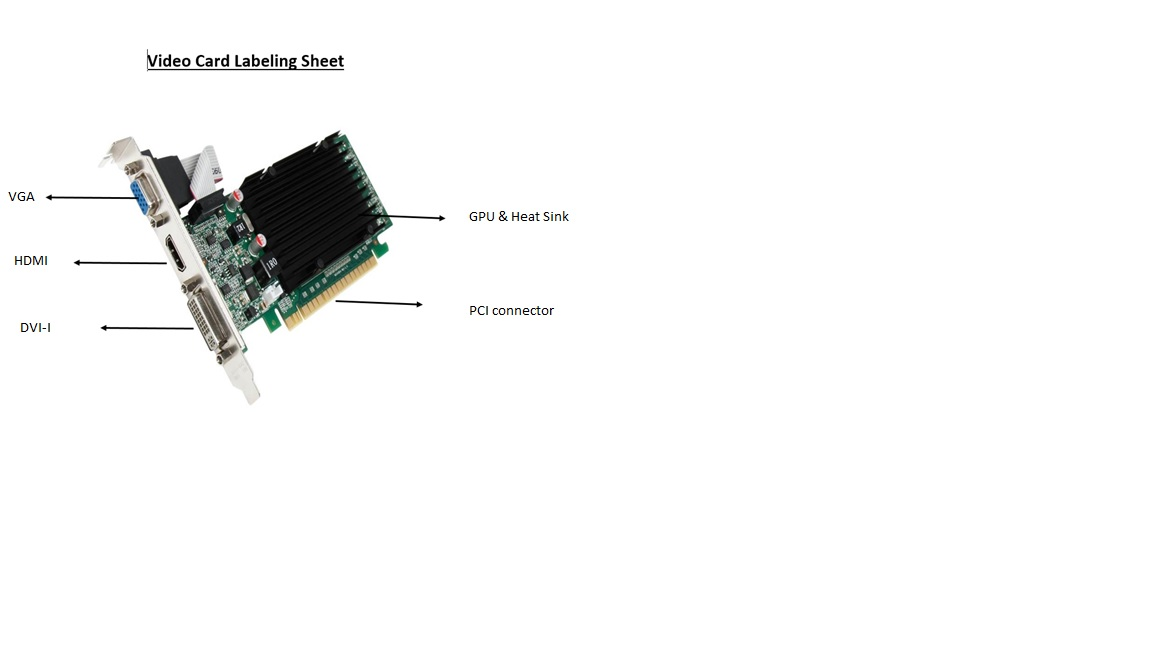 Video Card Labeling Sheet
VGA
GPU & Heat Sink
HDMI
PCI connector
DVI-I